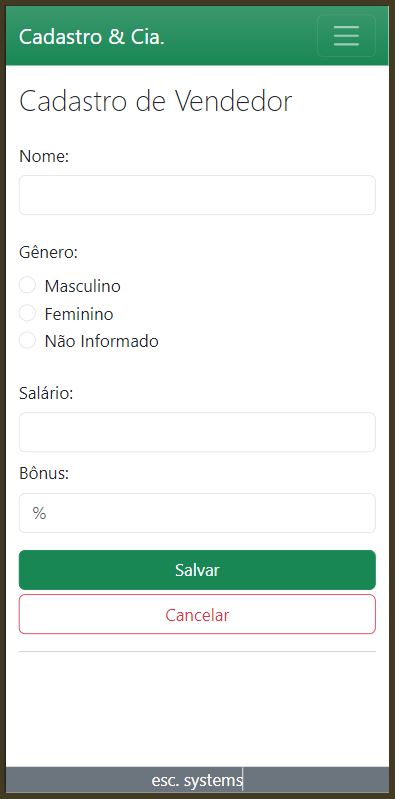 Cadastro & Cia.
Cadastro de Vendedor
Nome:
Gênero:
Masculino
Feminino
Não Informado
Salário:
Bônus:
%
Salvar
Cancelar
esc. systems